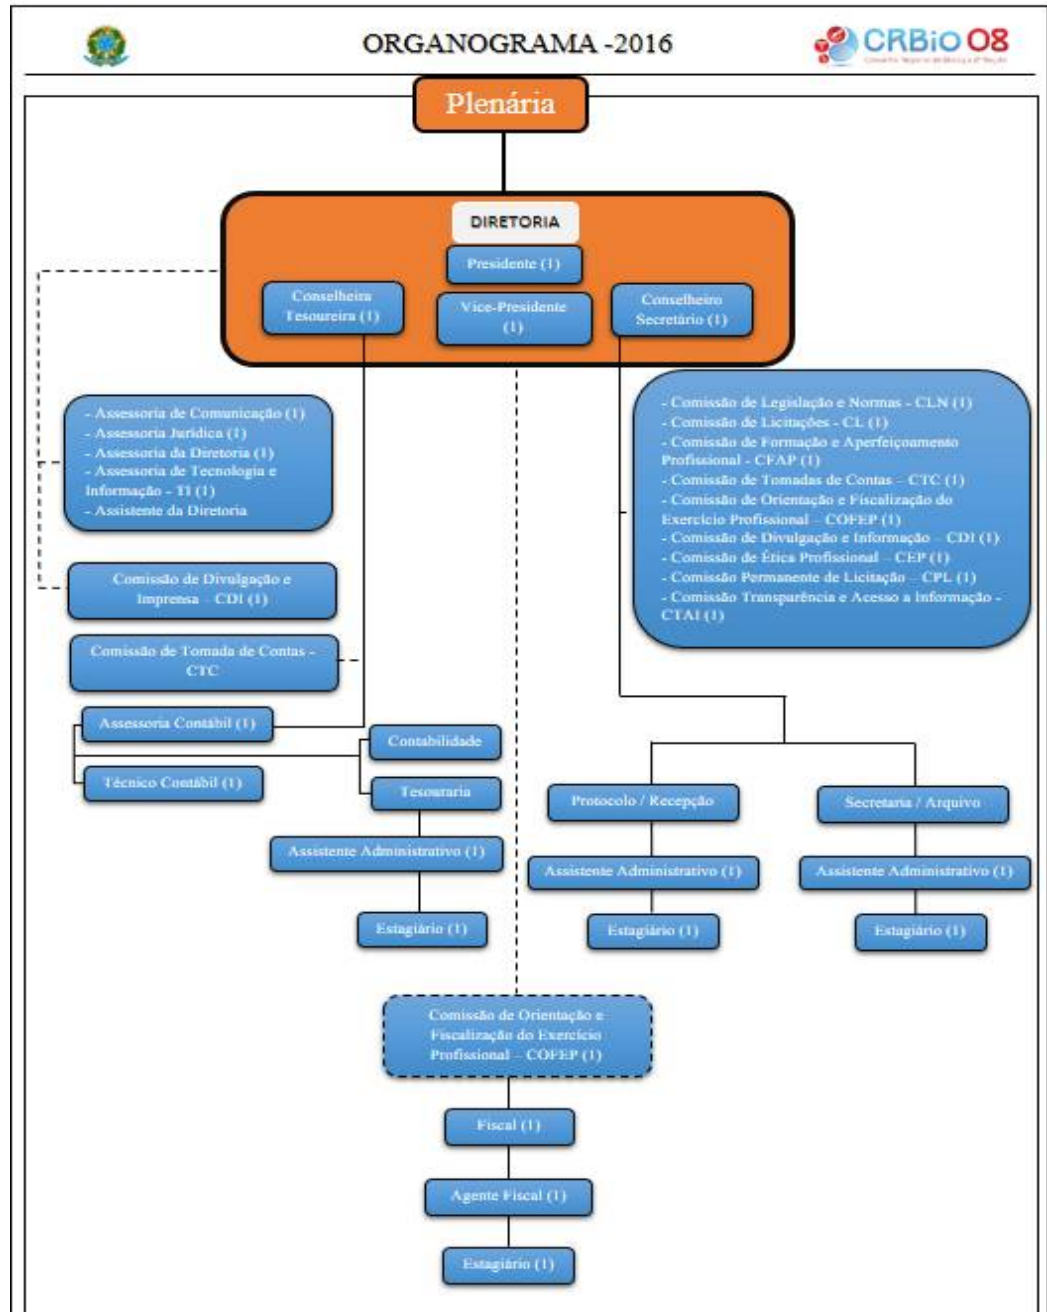 ORGANOGRAMA -2016
CRBio 08
Conselho Regional de Biologia 8ª Região
Plenária
DIRETORIA
Presidente (1)
Conselheira
Tesoureira (1)
Vice-Presidente
(1)
Conselheiro
Secretário (1)
- Assessoria de Comunicação (1)
- Assessoria Jurídica (1)
- Assessoria da Diretoria (1)
- Assessoria de Tecnologia e
Informação - TI (1)
- Assistente da Diretoria
- Comissão de Legislação e Normas - CLN (1)
- Comissão de Licitações - CL (1)
- Comissão de Formação e Aperfeiçoamento
Profissional - CFAP (1)
- Comissão de Tomadas de Contas – CTC (1)
- Comissão de Orientação e Fiscalização do
Exercício Profissional – COFEP (1)
- Comissão de Divulgação e Informação – CDI (1)
- Comissão de Ética Profissional – CEP (1)
- Comissão Permanente de Licitação – CPL (1)
- Comissão Transparência e Acesso a Informação -
CTAI (1)
Comissão de Divulgação e
Imprensa – CDI (1)
Comissão de Tomada de Contas -
CTC
Assessoria Contábil (1)
Contabilidade
Técnico Contábil (1)
Tesouraria
Protocolo / Recepção
Secretaria / Arquivo
Assistente Administrativo (1)
Assistente Administrativo (1)
Assistente Administrativo (1)
Estagiário (1)
Estagiário (1)
Estagiário (1)
Comissão de Orientação e
Fiscalização do Exercício
Profissional – COFEP (1)
Fiscal (1)
Agente Fiscal (1)
Estagiário (1)